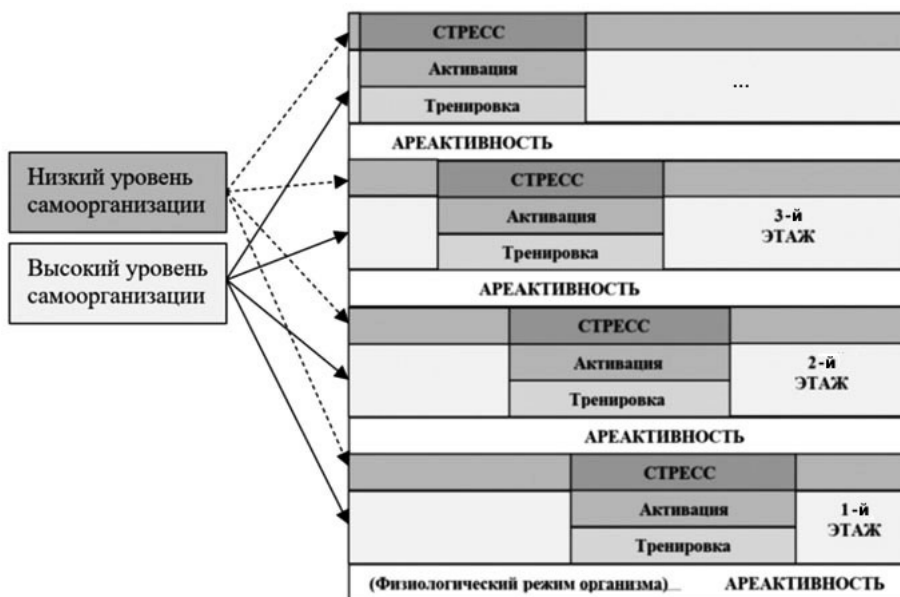 СТРЕСС
Активация
...
Тренировка
АРЕАКТИВНОСТЬ
Низкий уровень
самоорганизации
Высокий уровень
самоорганизации
СТРЕСС
Активация
3-й
ЭТАЖ
Тренировка
АРЕАКТИВНОСТЬ
СТРЕСС
Активация
2-й
ЭТАЖ
Тренировка
АРЕАКТИВНОСТЬ
СТРЕСС
Активация
1-й
ЭТАЖ
Тренировка
(Физиологический режим организма) АРЕАКТИВНОСТЬ